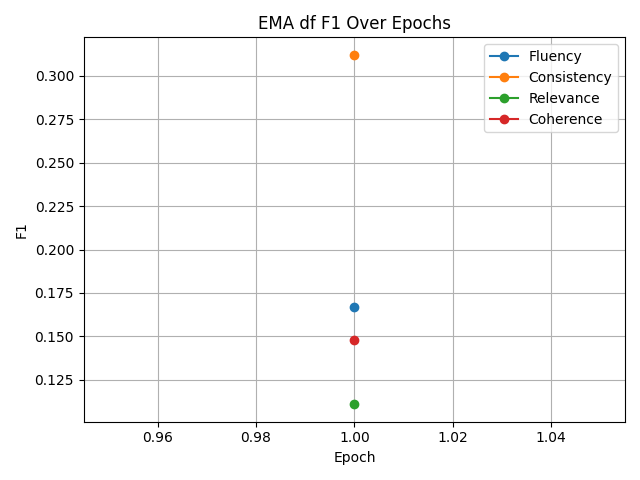 EMA df F1 Over Epochs
Fluency
Consistency
Relevance
Coherence
0.300
0.275
0.250
0.225
0.200
0.175
0.150
0.125
F1
0.96 0.98 1.00 1.02 1.04
Epoch